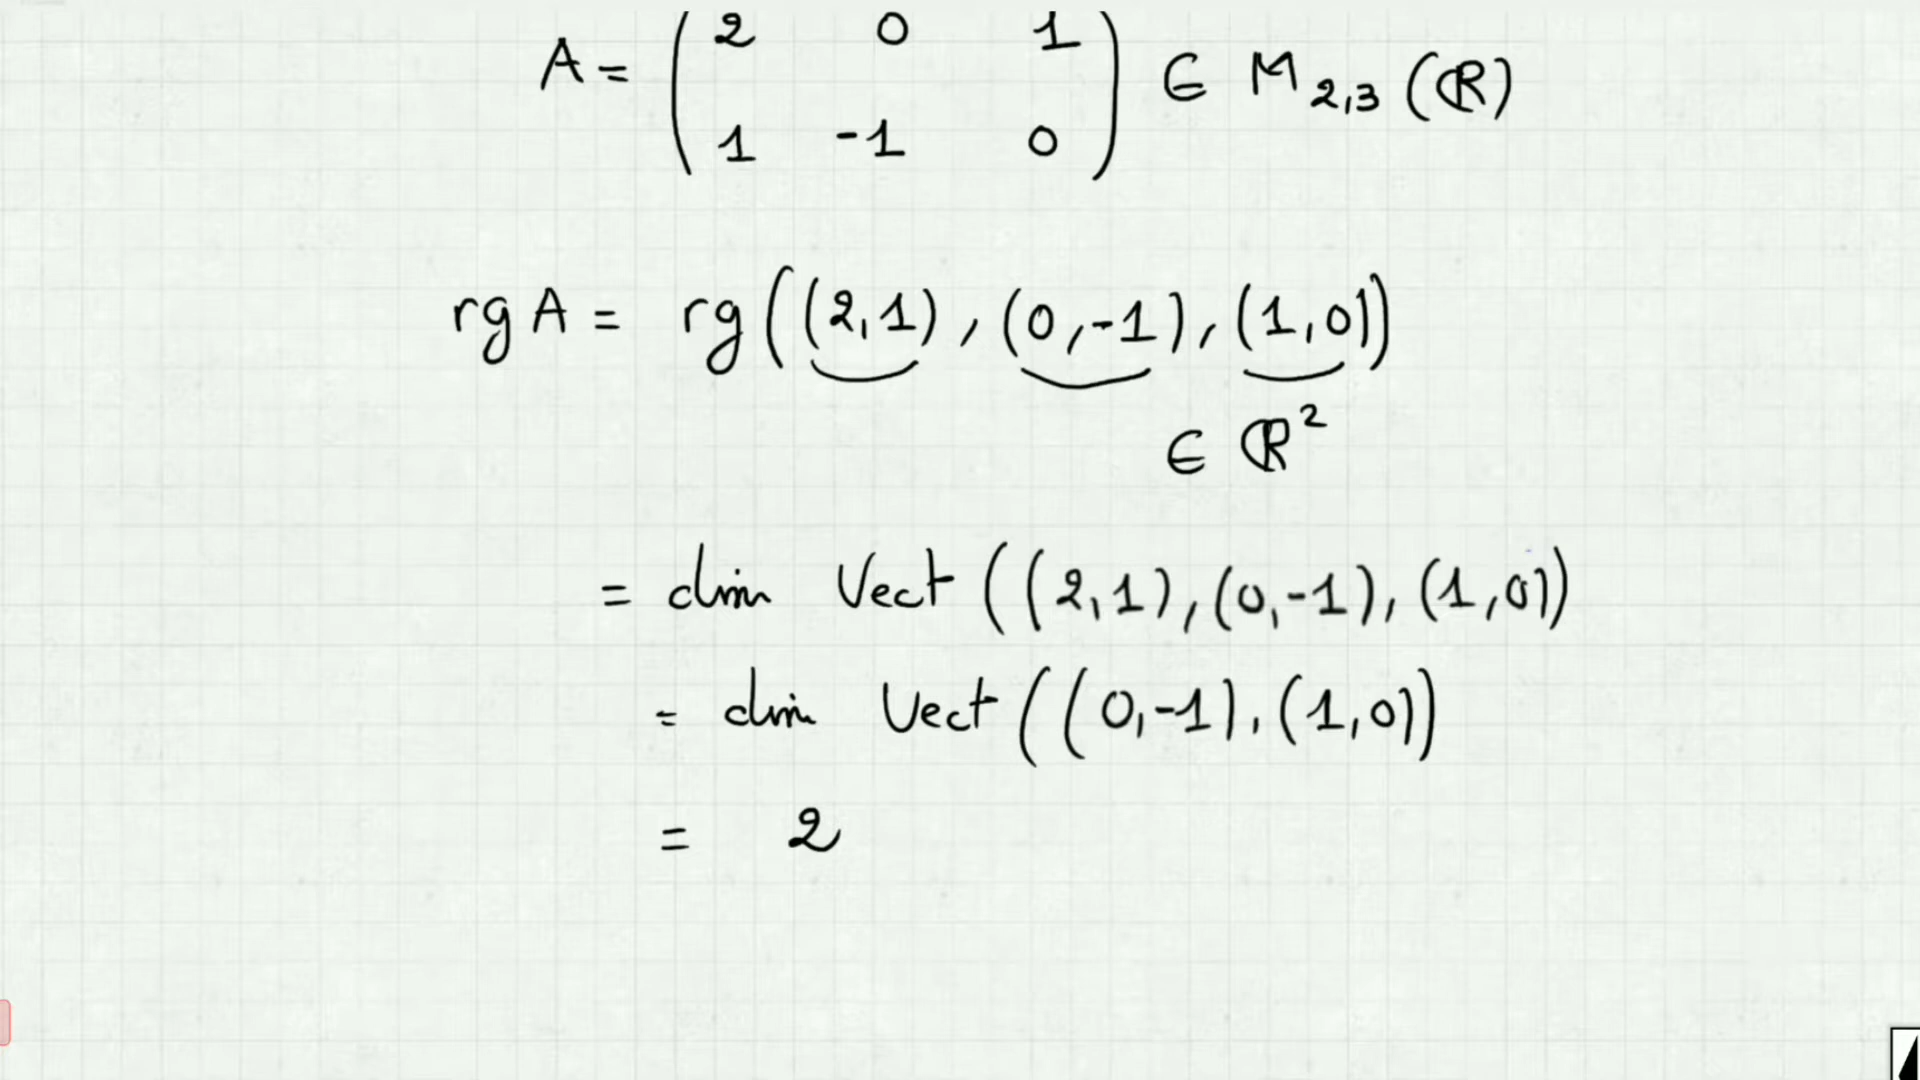 A = ( 2 0 1
1 -1 0 ) ∈ M₂,₃ (ℝ)
rg A = rg ( (2,1) , (0,-1) , (1,0) )
∈ ℝ²
= dim Vect ( (2,1) , (0,-1) , (1,0) )
= dim Vect ( (0,-1) , (1,0) )
= 2